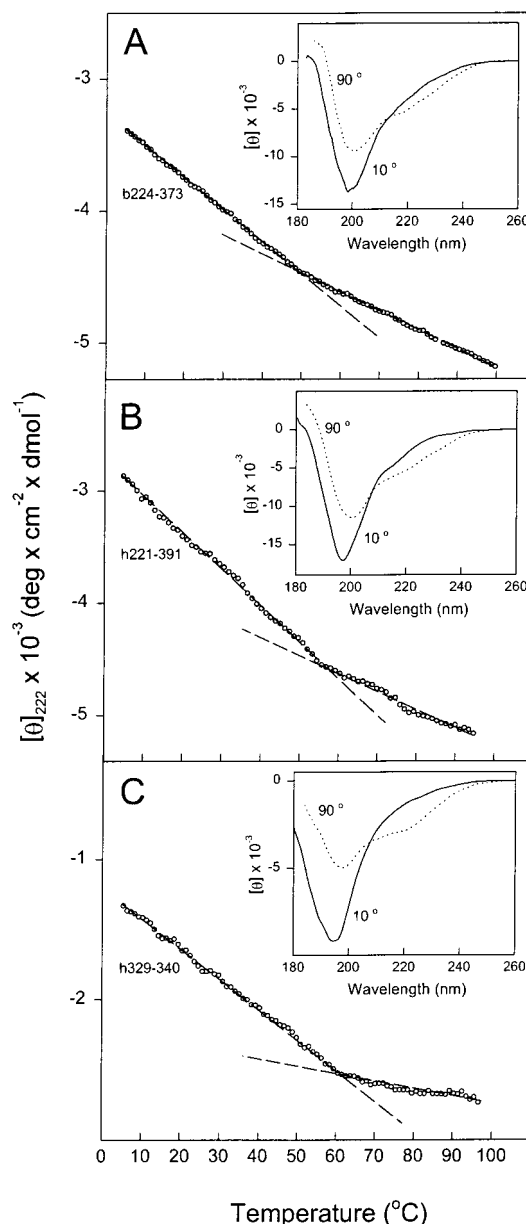 A
-3
-4
-5
b224-373
0
-5
-10
-15
[θ] x 10⁻³
90 °
10 °
180 200 220 240 260
Wavelength (nm)
B
-3
-4
-5
h221-391
0
-5
-10
-15
[θ] x 10⁻³
90 °
10 °
180 200 220 240 260
Wavelength (nm)
[θ]₂₂₂ x 10⁻³ (deg x cm⁻² x dmol⁻¹)
C
-1
-2
h329-340
0
-5
[θ] x 10⁻³
90 °
10 °
180 200 220 240 260
Wavelength (nm)
0 10 20 30 40 50 60 70 80 90 100
Temperature (°C)